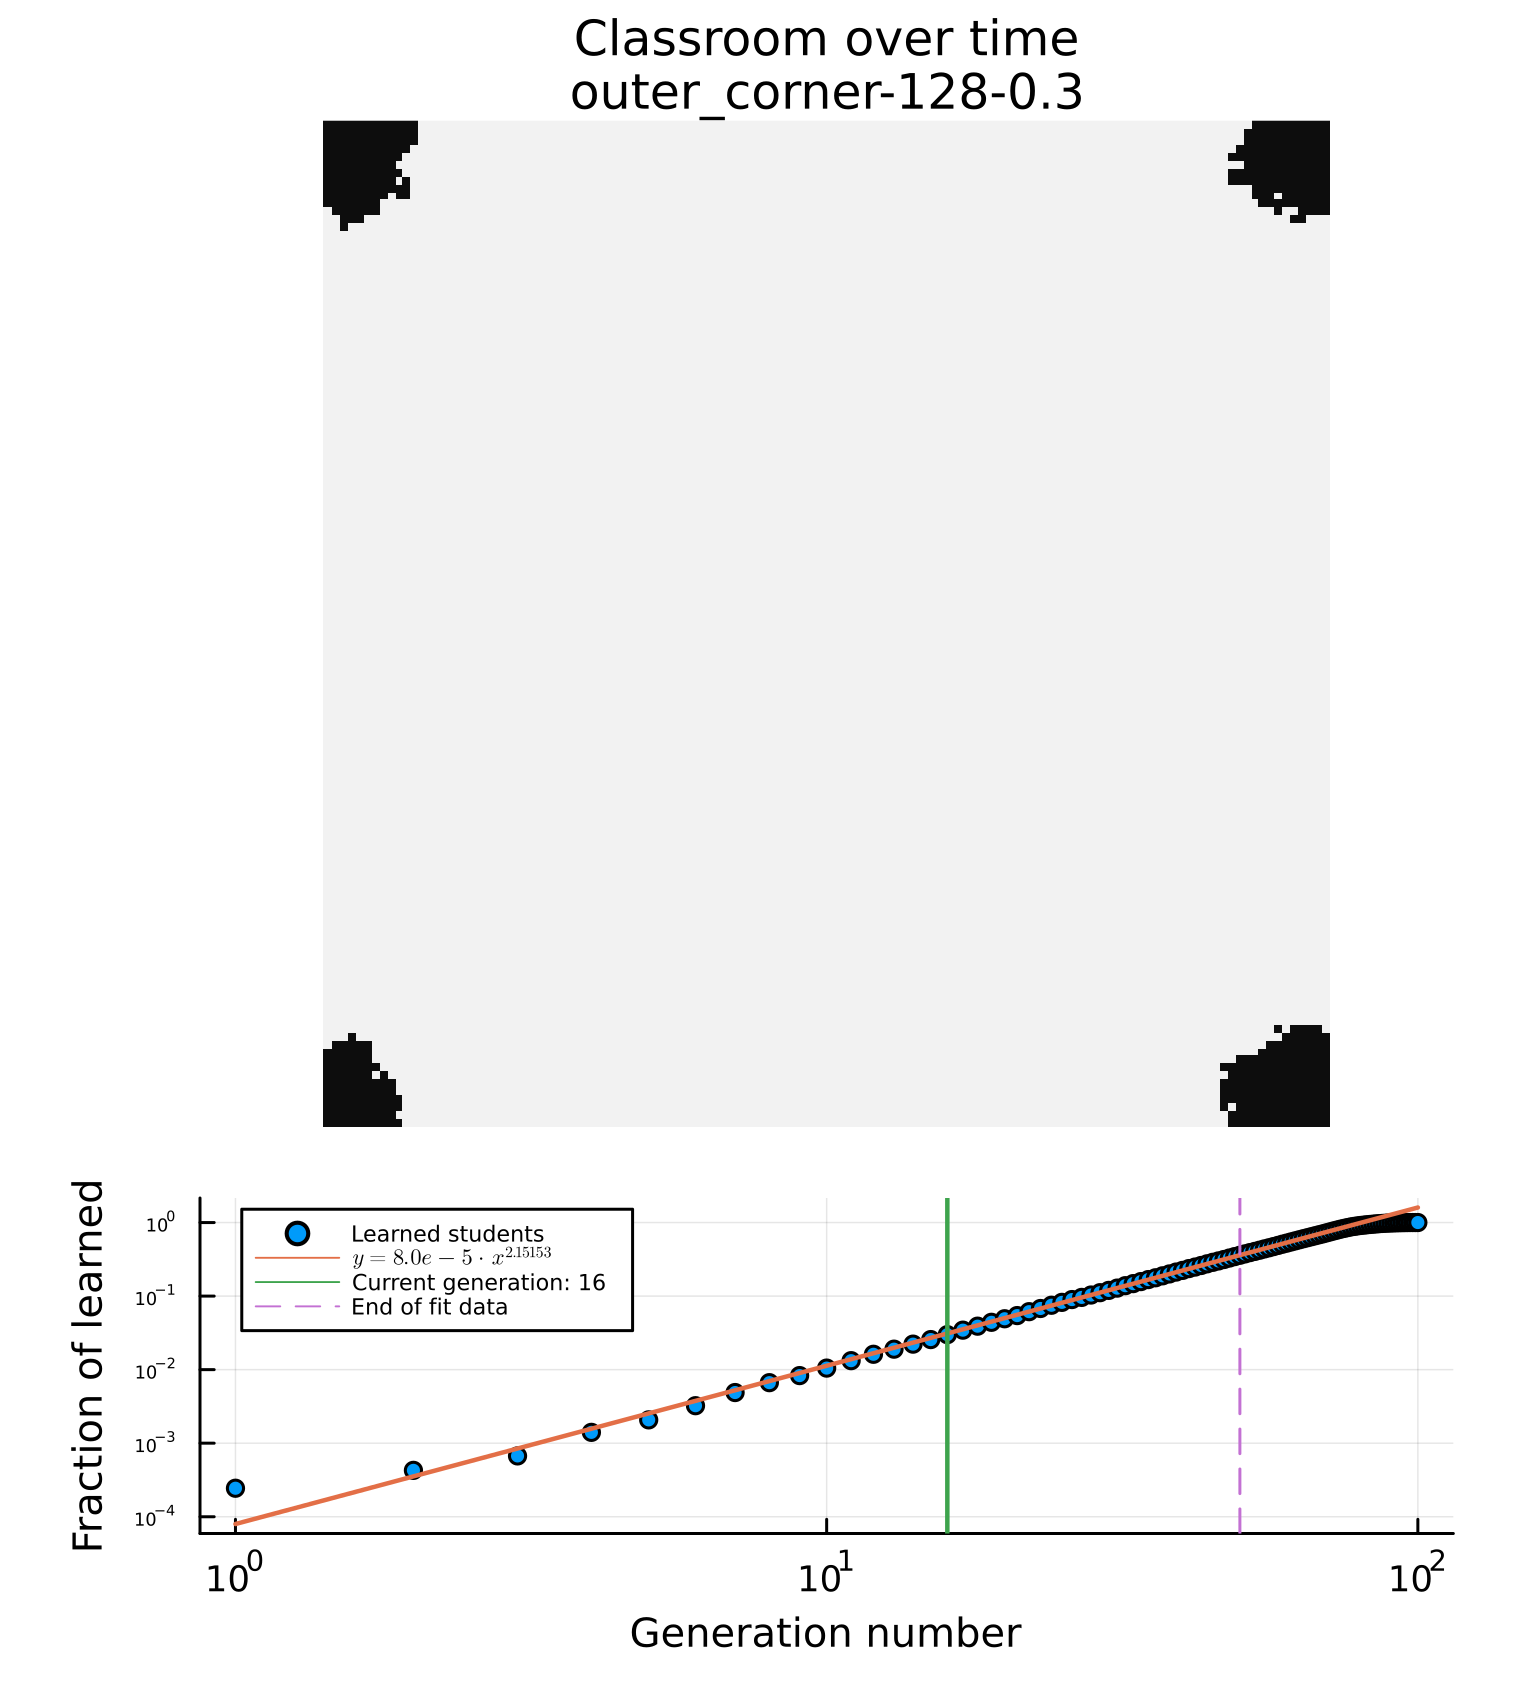 Classroom over time
outer_corner-128-0.3
Fraction of learned
10^0
10^-1
10^-2
10^-3
10^-4
Learned students
y = 8.0e − 5 · x^2.15153
Current generation: 16
End of fit data
10^0 10^1 10^2
Generation number